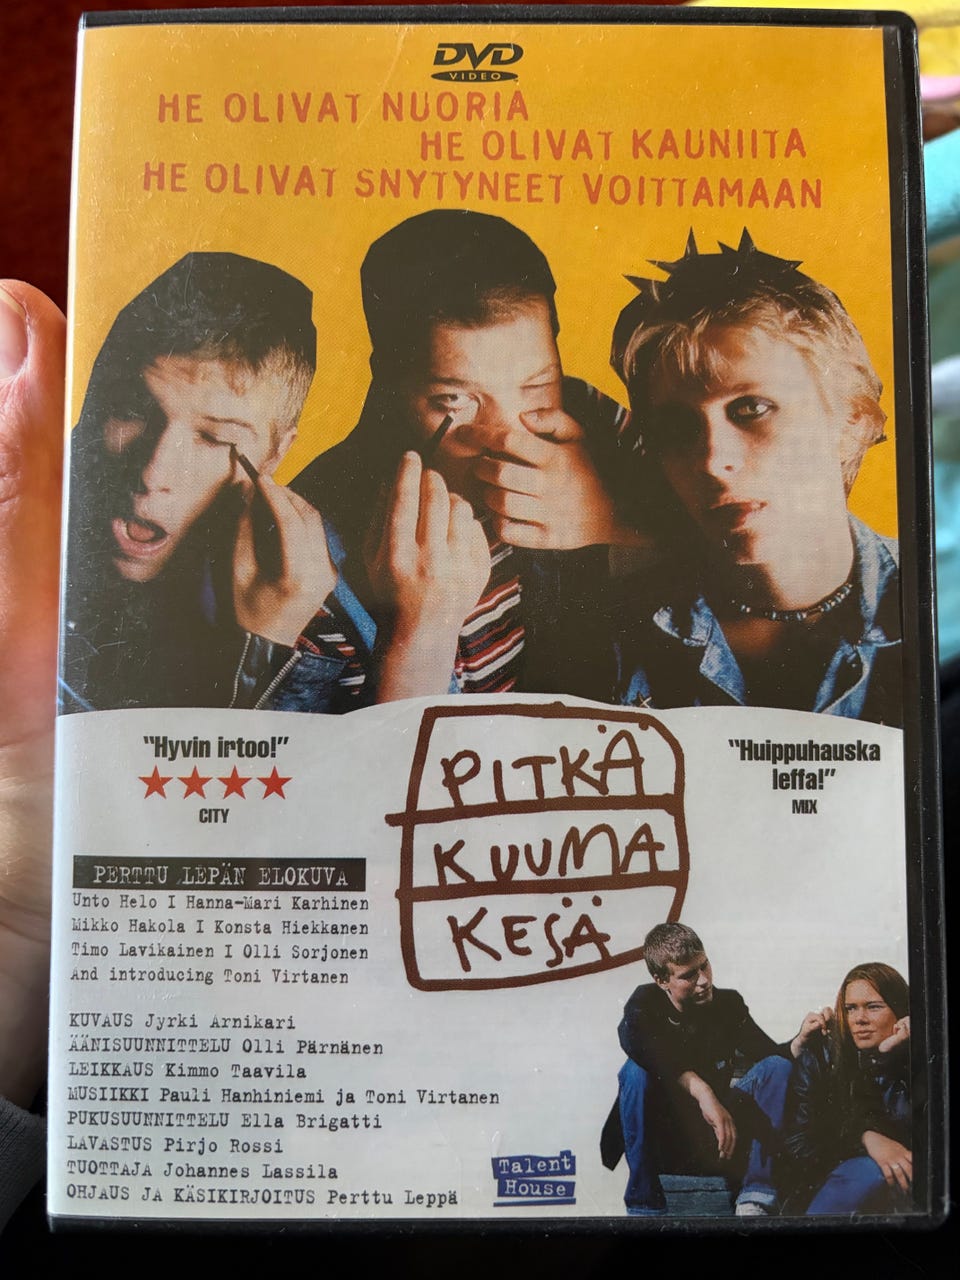 DVD
VIDEO
HE OLIVAT NUORIA
HE OLIVAT KAUNIITA
HE OLIVAT SNYTYNEET VOITTAMAAN
"Hyvin irtoo!"
CITY
PITKÄ
KUUMA
KESÄ
"Huippuhauska
leffa!"
MIX
PERTTU LEPÄN ELOKUVA
Unto Helo I Hanna-Mari Karhinen
Mikko Hakola I Konsta Hiekkanen
Timo Lavikainen I Olli Sorjonen
And introducing Toni Virtanen
KUVAUS Jyrki Arnikari
ÄÄNISUUNNITTELU Olli Pärnänen
LEIKKAUS Kimmo Taavila
MUSIIKKI Pauli Hanhiniemi ja Toni Virtanen
PUKUSUUNNITTELU Ella Brigatti
LAVASTUS Pirjo Rossi
TUOTTAJA Johannes Lassila
OHJAUS JA KÄSIKIRJOITUS Perttu Leppä
Talent
House